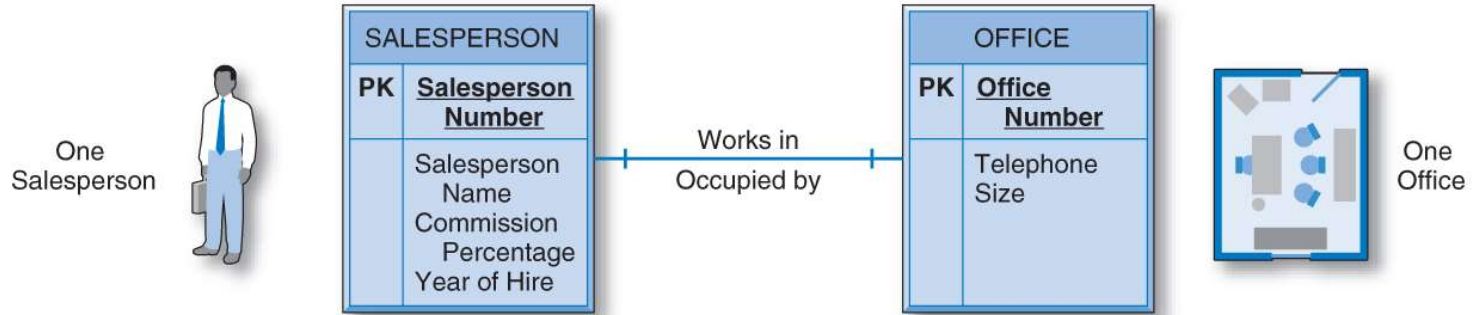 One
Salesperson
SALESPERSON
PK
Salesperson
Number
Salesperson
Name
Commission
Percentage
Year of Hire
Works in
Occupied by
OFFICE
PK
Office
Number
Telephone
Size
One
Office